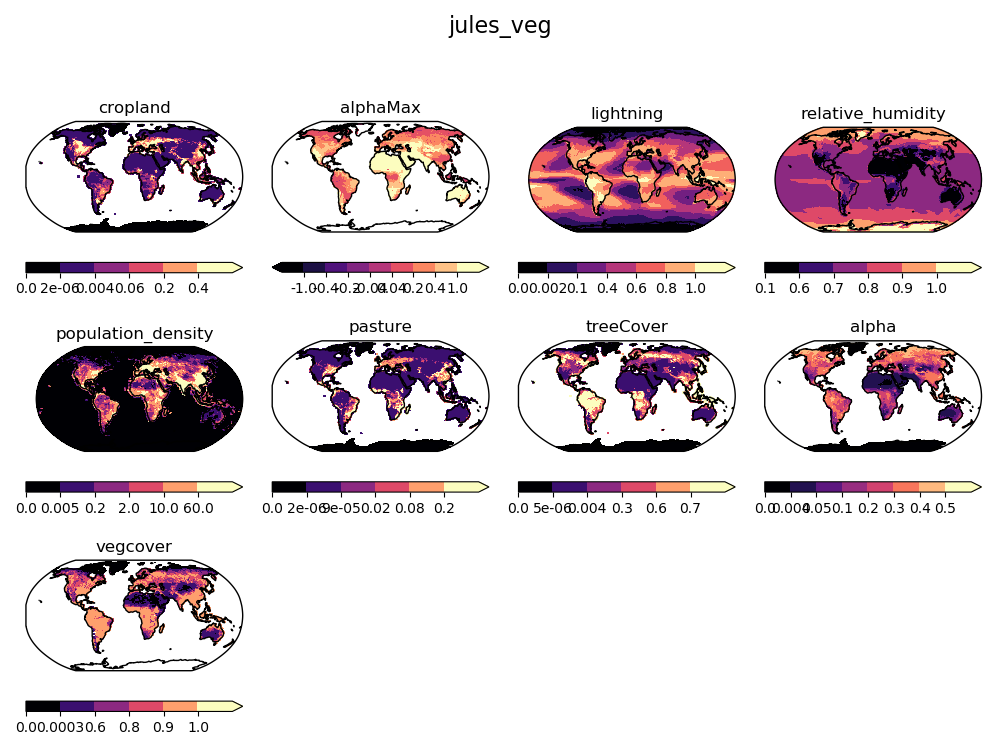 jules_veg
cropland
alphaMax
lightning
relative_humidity
0.0 2e-06 0.004 0.06 0.2 0.4
-1.0 -0.4 -0.2 -0.04 0.04 0.2 0.4 1.0
0.0 0.002 0.1 0.4 0.6 0.8 1.0
0.1 0.6 0.7 0.8 0.9 1.0
population_density
pasture
treeCover
alpha
0.0 0.005 0.2 2.0 10.0 60.0
0.0 2e-06 9e-05 0.02 0.08 0.2
0.0 5e-06 0.004 0.3 0.6 0.7
0.0 0.004 0.05 0.1 0.2 0.3 0.4 0.5
vegcover
0.0 0.0003 0.6 0.8 0.9 1.0